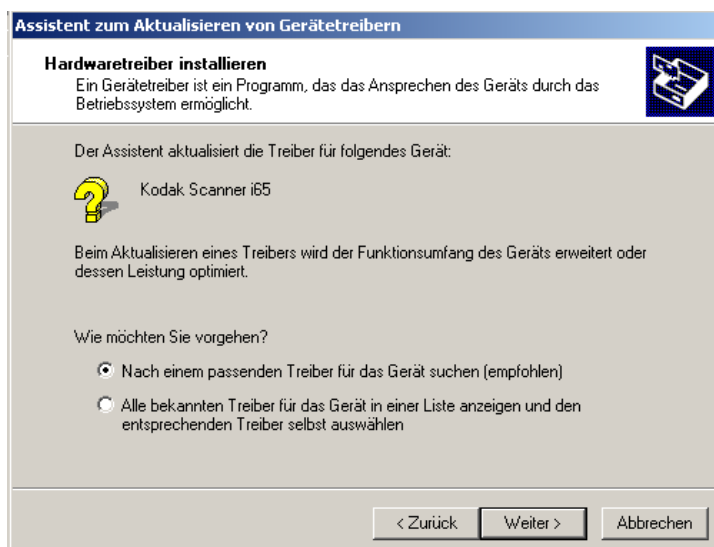 Assistent zum Aktualisieren von Gerätetreibern
Hardwaretreiber installieren
Ein Gerätetreiber ist ein Programm, das das Ansprechen des Geräts durch das
Betriebssystem ermöglicht.
Der Assistent aktualisiert die Treiber für folgendes Gerät:
Kodak Scanner i65
Beim Aktualisieren eines Treibers wird der Funktionsumfang des Geräts erweitert oder
dessen Leistung optimiert.
Wie möchten Sie vorgehen?
Nach einem passenden Treiber für das Gerät suchen (empfohlen)
Alle bekannten Treiber für das Gerät in einer Liste anzeigen und den
entsprechenden Treiber selbst auswählen
< Zurück Weiter > Abbrechen